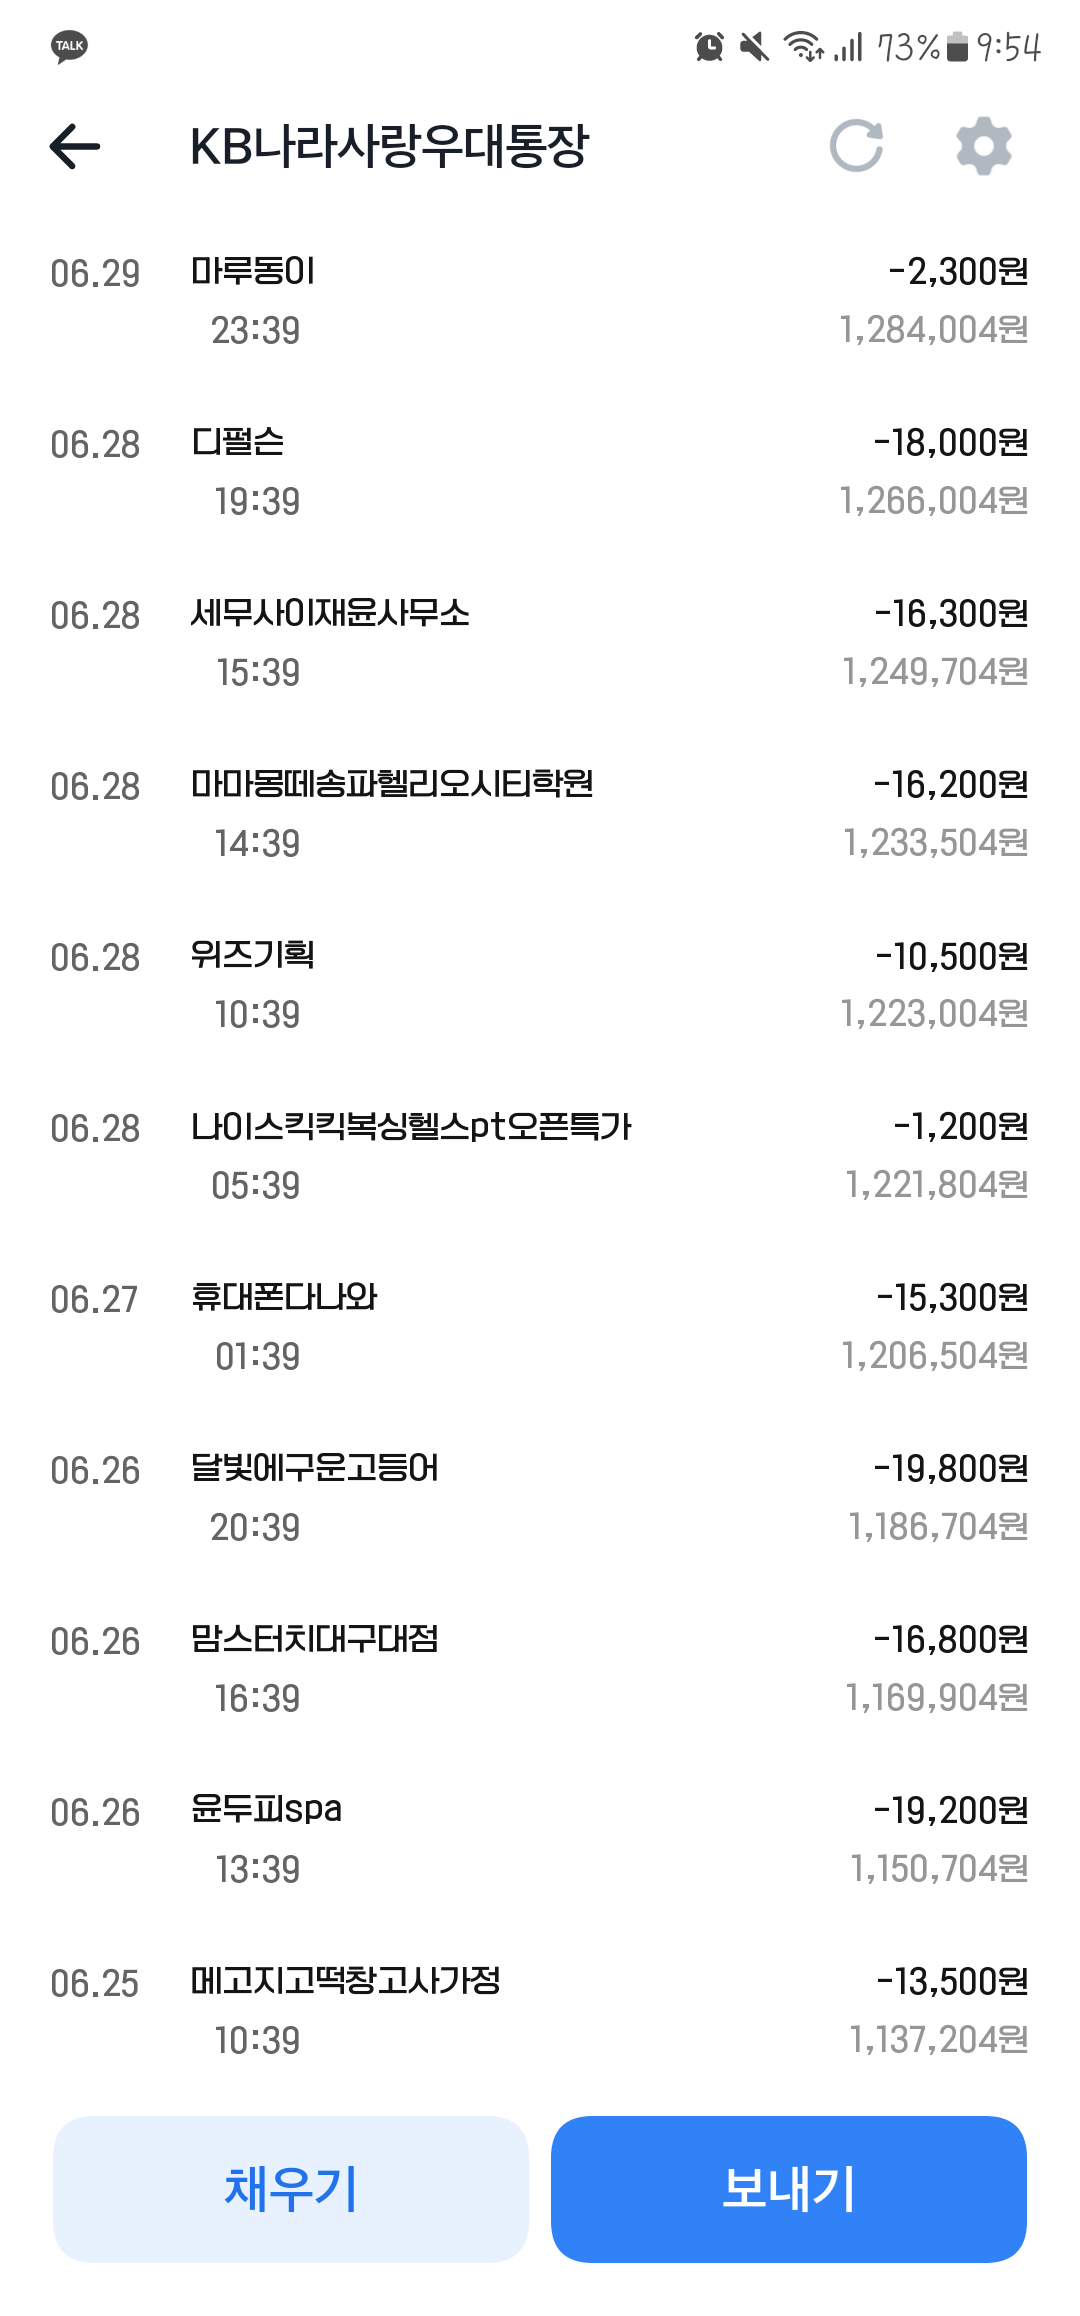 TALK 73% 9:54
KB나라사랑우대통장
06.29 마루동이 -2,300원
23:39 1,284,004원
06.28 디펄슨 -18,000원
19:39 1,266,004원
06.28 세무사이재윤사무소 -16,300원
15:39 1,249,704원
06.28 마마몽떼송파헬리오시티학원 -16,200원
14:39 1,233,504원
06.28 위즈기획 -10,500원
10:39 1,223,004원
06.28 나이스킥킥복싱헬스pt오픈특가 -1,200원
05:39 1,221,804원
06.27 휴대폰다나와 -15,300원
01:39 1,206,504원
06.26 달빛에구운고등어 -19,800원
20:39 1,186,704원
06.26 맘스터치대구대점 -16,800원
16:39 1,169,904원
06.26 윤두피spa -19,200원
13:39 1,150,704원
06.25 메고지고떡창고사가정 -13,500원
10:39 1,137,204원
채우기 보내기